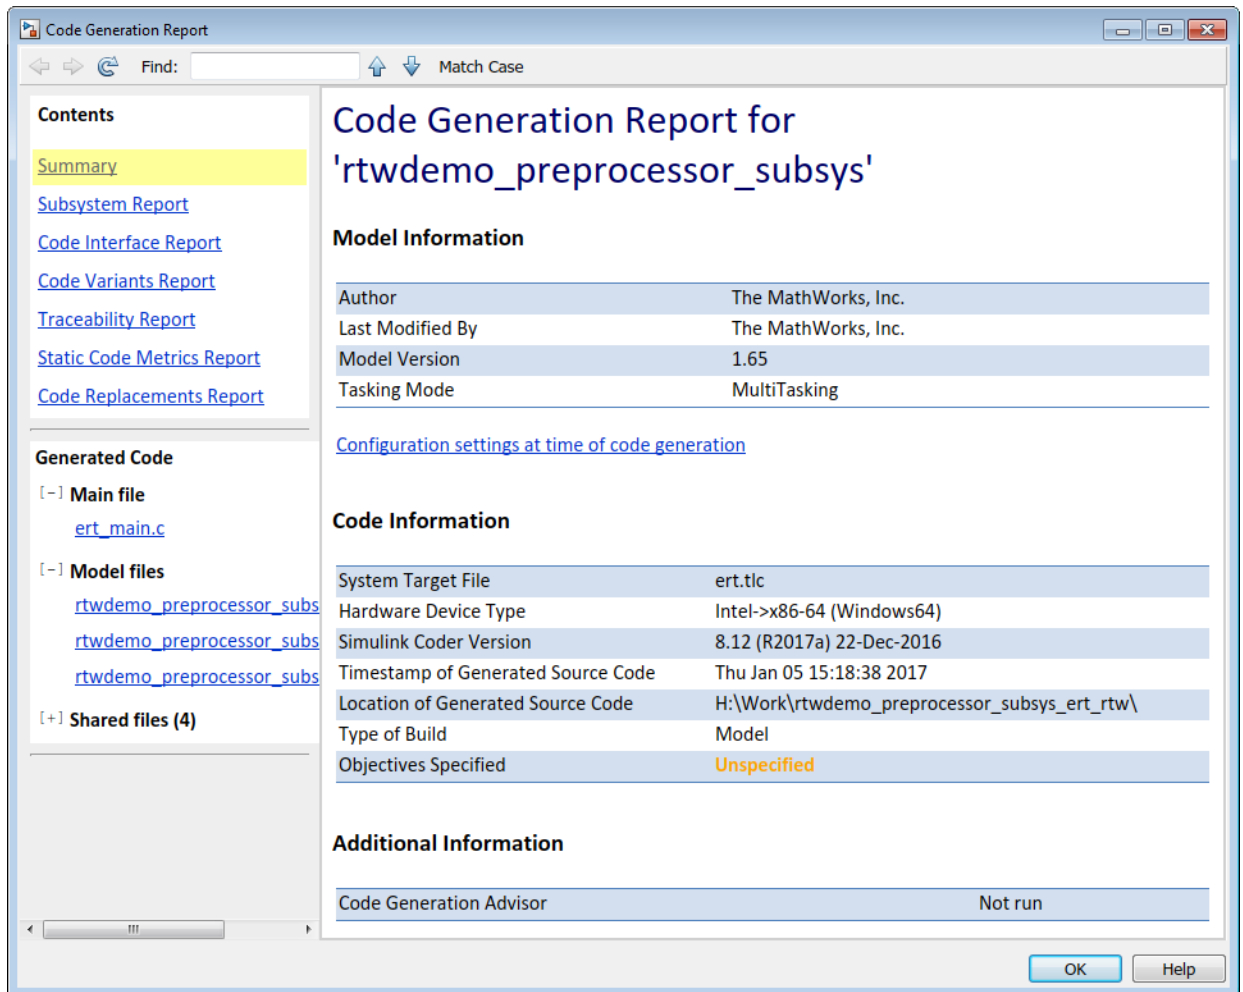 Code Generation Report
Find:
Match Case
Contents
Summary
Subsystem Report
Code Interface Report
Code Variants Report
Traceability Report
Static Code Metrics Report
Code Replacements Report
Generated Code
[-] Main file
ert_main.c
[-] Model files
rtwdemo_preprocessor_subs
rtwdemo_preprocessor_subs
rtwdemo_preprocessor_subs
[+] Shared files (4)
Code Generation Report for
'rtwdemo_preprocessor_subsys'
Model Information
Author The MathWorks, Inc.
Last Modified By The MathWorks, Inc.
Model Version 1.65
Tasking Mode MultiTasking
Configuration settings at time of code generation
Code Information
System Target File ert.tlc
Hardware Device Type Intel->x86-64 (Windows64)
Simulink Coder Version 8.12 (R2017a) 22-Dec-2016
Timestamp of Generated Source Code Thu Jan 05 15:18:38 2017
Location of Generated Source Code H:\Work\rtwdemo_preprocessor_subsys_ert_rtw\
Type of Build Model
Objectives Specified Unspecified
Additional Information
Code Generation Advisor Not run
OK
Help